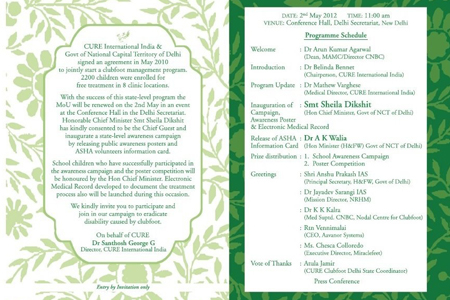 CURE International India &
Govt of National Capital Territory of Delhi
signed an agreement in May 2010
to jointly start a clubfoot management program.
2200 children were enrolled for
free treatment in 8 clinic locations.
With the success of this state-level program the
MoU will be renewed on the 2nd May in an event
at the Conference Hall in the Delhi Secretariat.
Honorable Chief Minister Smt Sheila Dikshit
has kindly consented to be the Chief Guest and
inaugurate a state-level awareness campaign
by releasing public awareness posters and
ASHA volunteers information card.
School children who have successfully participated in
the awareness campaign and the poster competition will
be honoured by the Hon Chief Minister. Electronic
Medical Record developed to document the treatment
process will also be launched during this occasion.
We kindly invite you to participate and
join in our campaign to eradicate
disability caused by clubfoot.
On behalf of CURE
Dr Santhosh George G
Director, CURE International India
Entry by Invitation only
DATE: 2nd May 2012 TIME: 11:00 am
VENUE: Conference Hall, Delhi Secretariat, New Delhi
Programme Schedule
Welcome : Dr Arun Kumar Agarwal
(Dean, MAMC/Director CNBC)
Introduction : Dr Belinda Bennet
(Chairperson, CURE International India)
Program Update : Dr Mathew Varghese
(Medical Director, CURE International India)
Inauguration of : Smt Sheila Dikshit
Campaign, (Hon Chief Minister, Govt of NCT of Delhi)
Awareness Poster
& Electronic Medical Record
Release of ASHA : Dr A K Walia
Information Card (Hon Minister (H&FW) Govt of NCT of Delhi)
Prize distribution : 1. School Awareness Campaign
2. Poster Competition
Greetings : Shri Anshu Prakash IAS
(Principal Secretary, H&FW, Govt of Delhi)
: Dr Jayadev Sarangi IAS
(Mission Director, NRHM)
: Dr K K Kalra
(Med Suptd. CNBC, Nodal Centre for Clubfoot)
: Rtn Vennimalai
(CEO, Aavatar Systems)
: Ms. Chesca Colloredo
(Executive Director, Miraclefeet)
Vote of Thanks : Atula Jamir
(CURE Clubfoot Delhi State Coordinator)
Press Conference